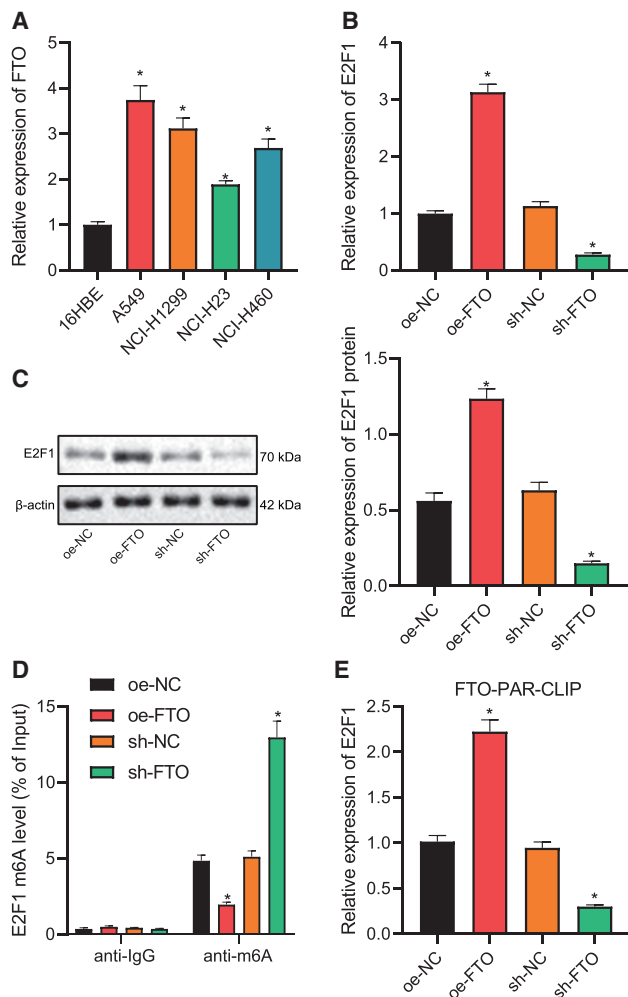 A
Relative expression of FTO
5
4
3
2
1
0
*
*
*
*
16HBE
A549
NCI-H1299
NCI-H23
NCI-H460
B
Relative expression of E2F1
4
3
2
1
0
*
*
oe-NC
oe-FTO
sh-NC
sh-FTO
C
E2F1
70 kDa
β-actin
42 kDa
oe-NC
oe-FTO
sh-NC
sh-FTO
Relative expression of E2F1 protein
1.5
1.0
0.5
0.0
*
*
oe-NC
oe-FTO
sh-NC
sh-FTO
D
oe-NC
oe-FTO
sh-NC
sh-FTO
E2F1 m6A level (% of Input)
15
10
5
0
*
*
anti-IgG
anti-m6A
E
FTO-PAR-CLIP
Relative expression of E2F1
2.5
2.0
1.5
1.0
0.5
0.0
*
*
oe-NC
oe-FTO
sh-NC
sh-FTO